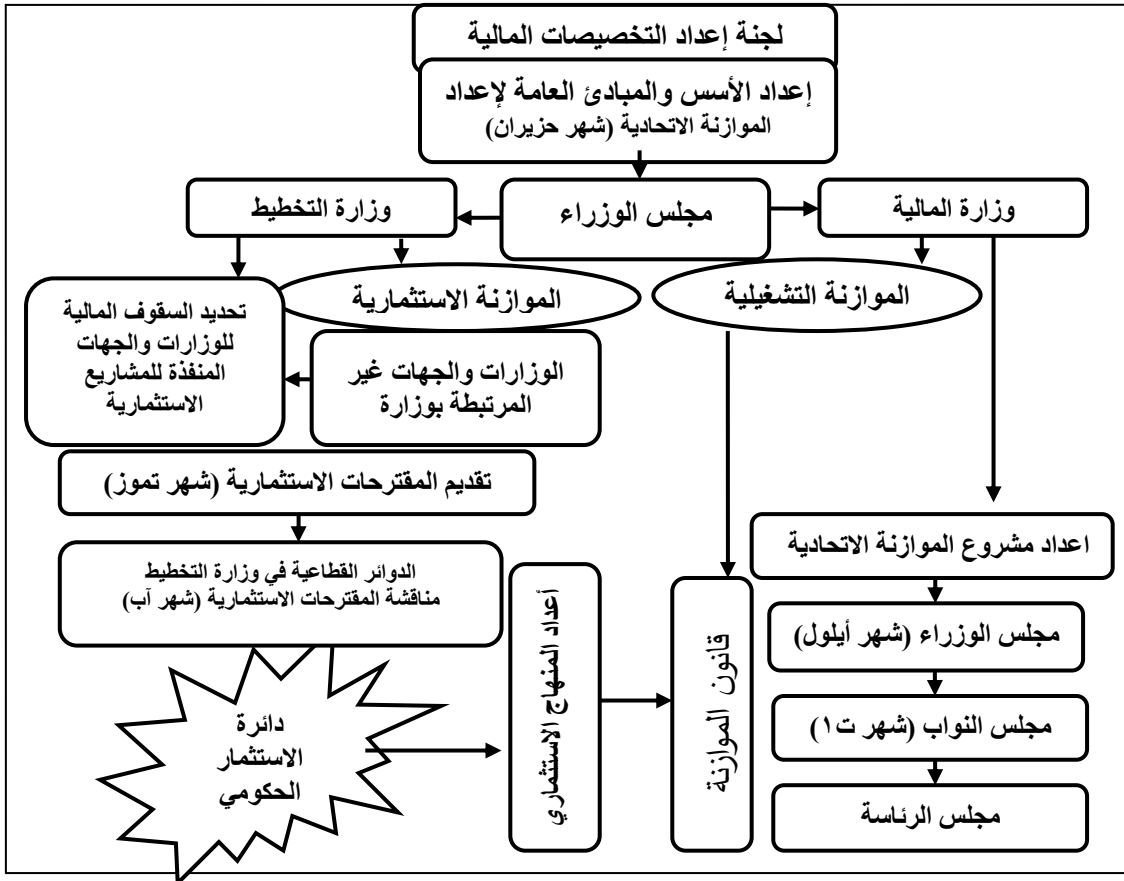 لجنة إعداد التخصيصات المالية
إعداد الأسس والمبادئ العامة لإعداد
الموازنة الاتحادية (شهر حزيران)
وزارة المالية
مجلس الوزراء
وزارة التخطيط
الموازنة التشغيلية
الموازنة الاستثمارية
تحديد السقوف المالية
للوزارات والجهات
المنفذة للمشاريع
الاستثمارية
الوزارات والجهات غير
المرتبطة بوزارة
تقديم المقترحات الاستثمارية (شهر تموز)
الدوائر القطاعية في وزارة التخطيط
مناقشة المقترحات الاستثمارية (شهر آب)
دائرة
الاستثمار
الحكومي
أعداد المنهاج الاستثماري
قانون الموازنة
اعداد مشروع الموازنة الاتحادية
مجلس الوزراء (شهر أيلول)
مجلس النواب (شهر ت١)
مجلس الرئاسة